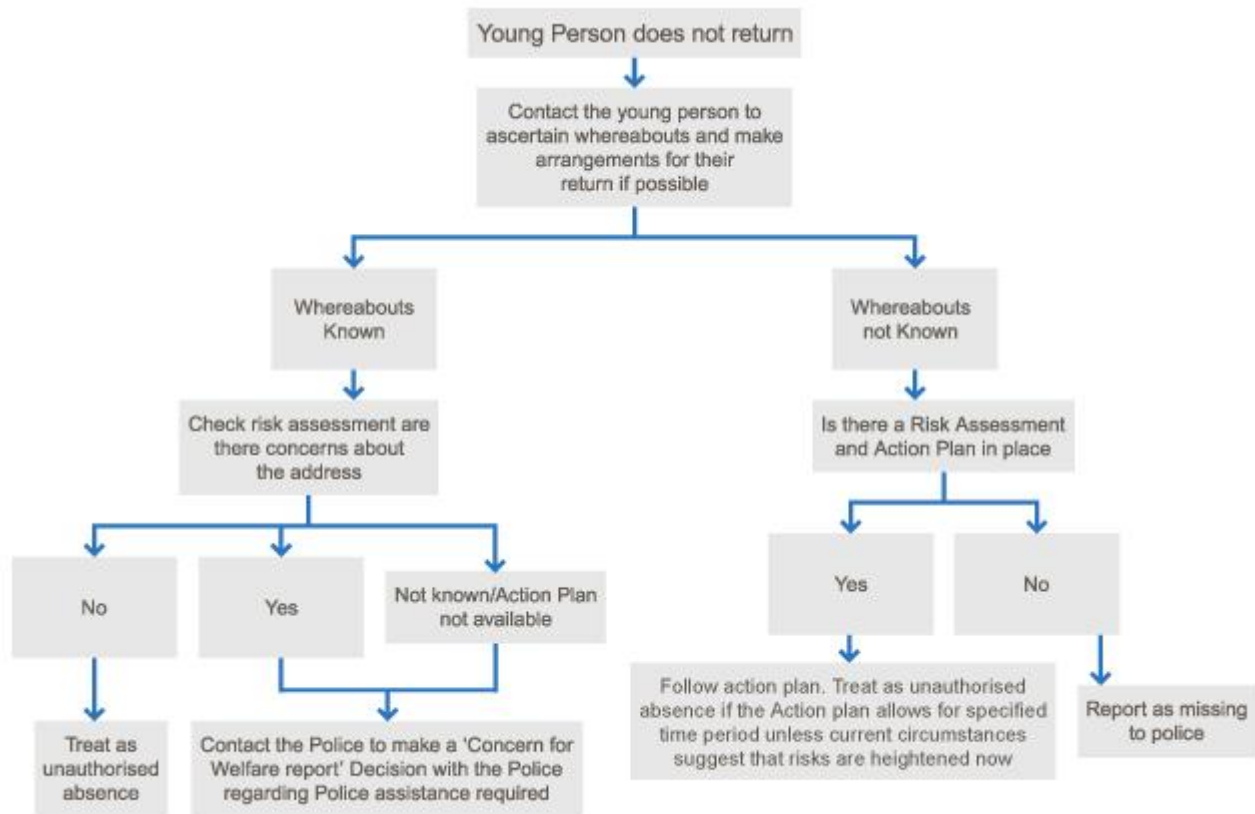 Young Person does not return
Contact the young person to
ascertain whereabouts and make
arrangements for their
return if possible
Whereabouts
Known
Whereabouts
not Known
Check risk assessment are
there concerns about
the address
Is there a Risk Assessment
and Action Plan in place
No
Yes
Not known/Action Plan
not available
Yes
No
Treat as
unauthorised
absence
Contact the Police to make a 'Concern for
Welfare report' Decision with the Police
regarding Police assistance required
Follow action plan. Treat as unauthorised
absence if the Action plan allows for specified
time period unless current circumstances
suggest that risks are heightened now
Report as missing
to police